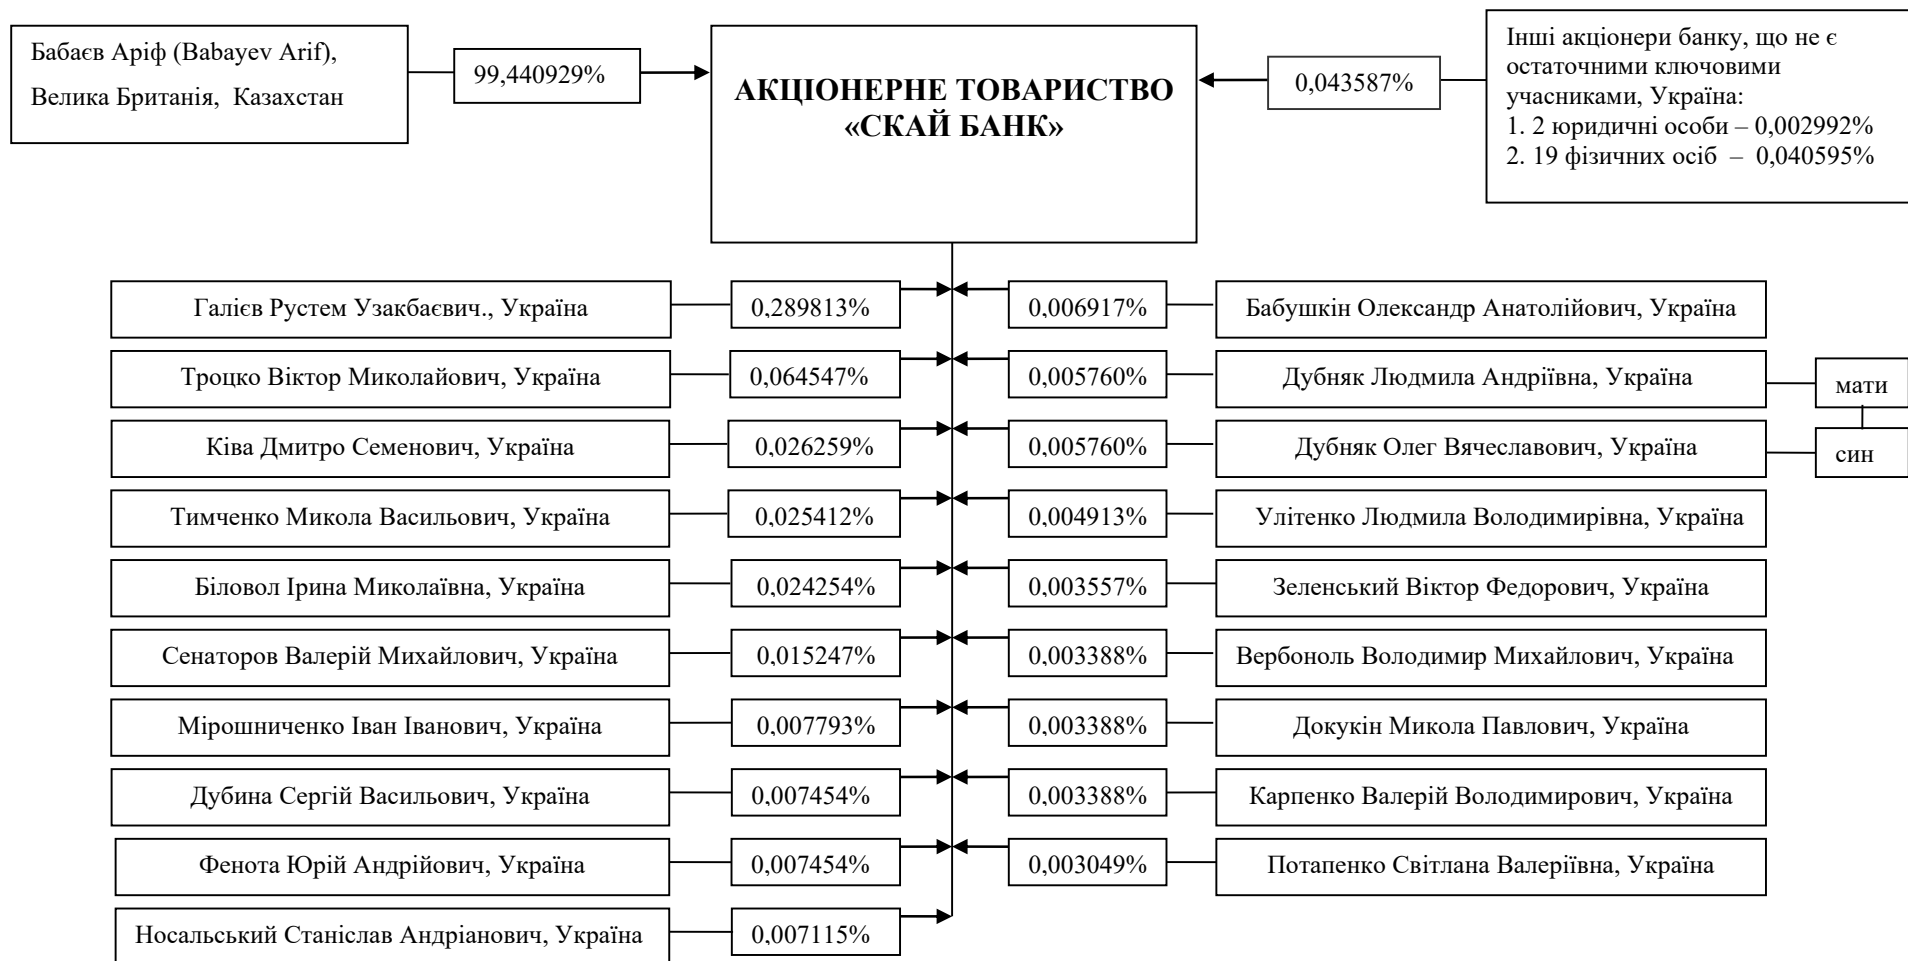 Бабаєв Аріф (Babayev Arif),
Велика Британія, Казахстан
99,440929%
АКЦІОНЕРНЕ ТОВАРИСТВО
«СКАЙ БАНК»
0,043587%
Інші акціонери банку, що не є
остаточними ключовими
учасниками, Україна:
1. 2 юридичні особи – 0,002992%
2. 19 фізичних осіб – 0,040595%
Галієв Рустем Узакбаєвич., Україна
0,289813%
0,006917%
Бабушкін Олександр Анатолійович, Україна
Троцко Віктор Миколайович, Україна
0,064547%
0,005760%
Дубняк Людмила Андріївна, Україна
мати
Ківа Дмитро Семенович, Україна
0,026259%
0,005760%
Дубняк Олег Вячеславович, Україна
син
Тимченко Микола Васильович, Україна
0,025412%
0,004913%
Улітенко Людмила Володимирівна, Україна
Біловол Ірина Миколаївна, Україна
0,024254%
0,003557%
Зеленський Віктор Федорович, Україна
Сенаторов Валерій Михайлович, Україна
0,015247%
0,003388%
Вербоноль Володимир Михайлович, Україна
Мірошниченко Іван Іванович, Україна
0,007793%
0,003388%
Докукін Микола Павлович, Україна
Дубина Сергій Васильович, Україна
0,007454%
0,003388%
Карпенко Валерій Володимирович, Україна
Фенота Юрій Андрійович, Україна
0,007454%
0,003049%
Потапенко Світлана Валеріївна, Україна
Носальський Станіслав Андріанович, Україна
0,007115%